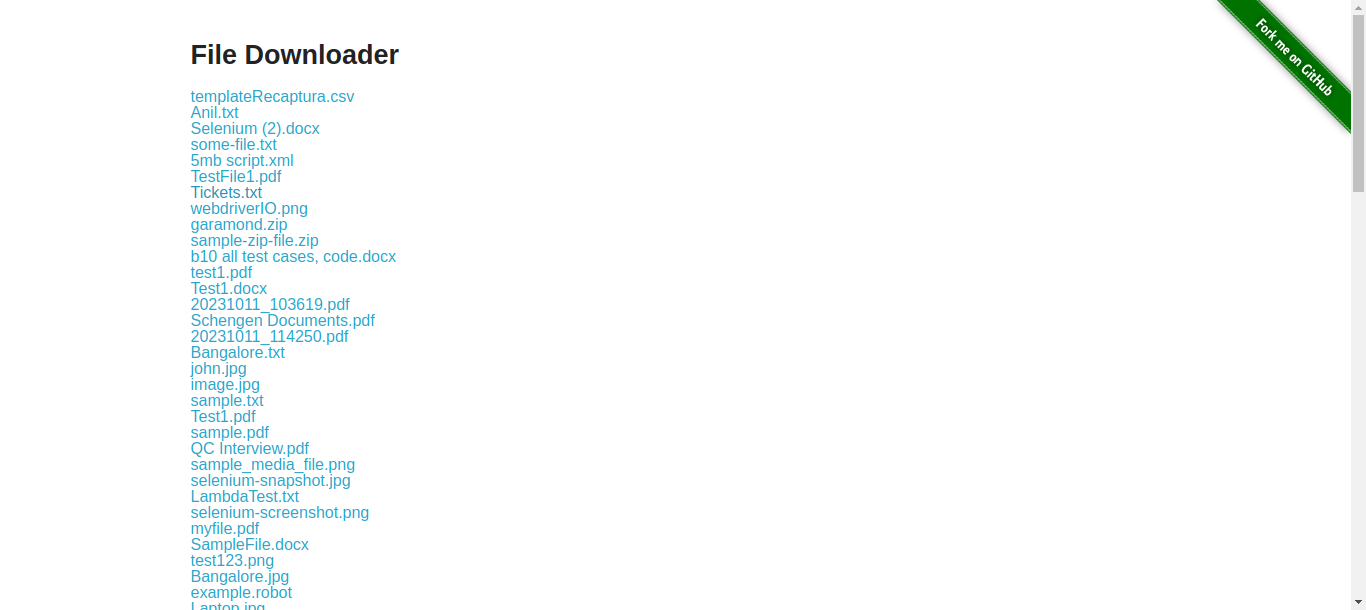 File Downloader
Fork me on GitHub
templateRecaptura.csv
Anil.txt
Selenium (2).docx
some-file.txt
5mb script.xml
TestFile1.pdf
Tickets.txt
webdriverIO.png
garamond.zip
sample-zip-file.zip
b10 all test cases, code.docx
test1.pdf
Test1.docx
20231011_103619.pdf
Schengen Documents.pdf
20231011_114250.pdf
Bangalore.txt
john.jpg
image.jpg
sample.txt
Test1.pdf
sample.pdf
QC Interview.pdf
sample_media_file.png
selenium-snapshot.jpg
LambdaTest.txt
selenium-screenshot.png
myfile.pdf
SampleFile.docx
test123.png
Bangalore.jpg
example.robot
Laptop.jpg